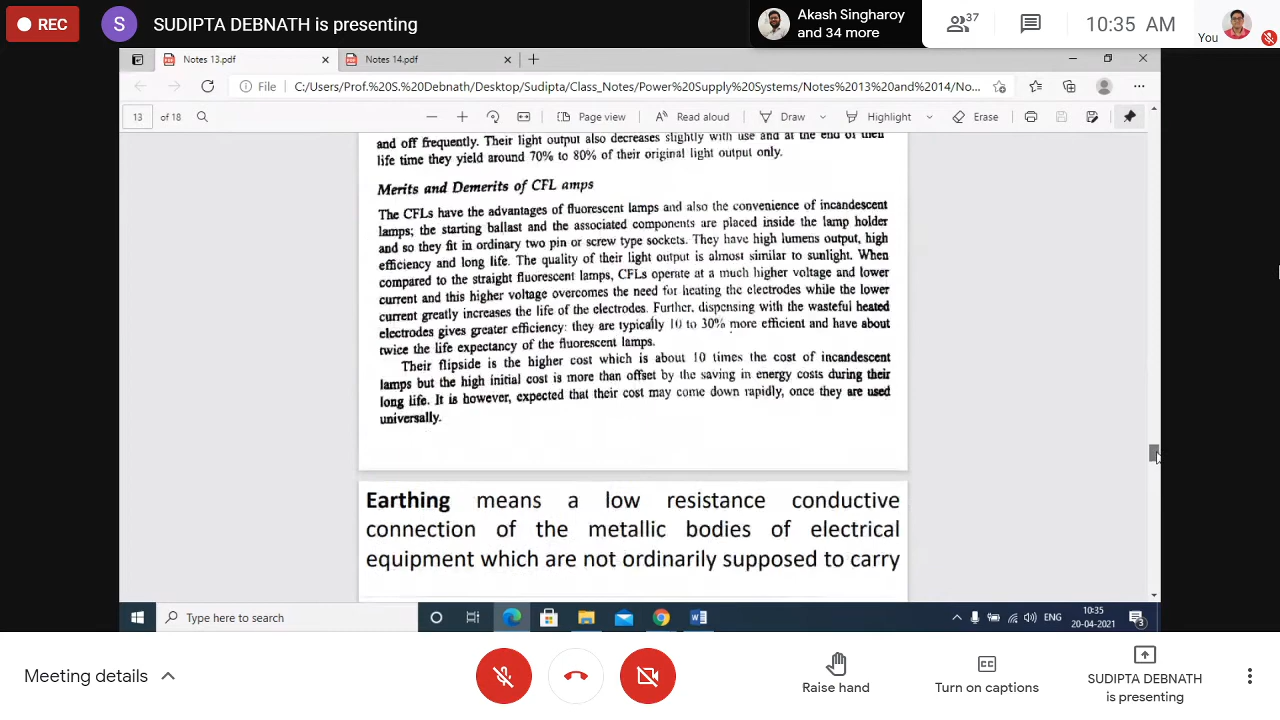 REC
S
SUDIPTA DEBNATH is presenting
Akash Singharoy
and 34 more
37
10:35 AM
You
Notes 13.pdf
Notes 14.pdf
File
C:/Users/Prof.%20S.%20Debnath/Desktop/Sudipta/Class_Notes/Power%20Supply%20Systems/Notes%2013%20and%2014/No...
13
of 18
Page view
Read aloud
Draw
Highlight
Erase
and off frequently. Their light output also decreases slightly with use and at the end of their
life time they yield around 70% to 80% of their original light output only.
Merits and Demerits of CFL amps
The CFLs have the advantages of fluorescent lamps and also the convenience of incandescent
lamps; the starting ballast and the associated components are placed inside the lamp holder
and so they fit in ordinary two pin or screw type sockets. They have high lumens output, high
efficiency and long life. The quality of their light output is almost similar to sunlight. When
compared to the straight fluorescent lamps, CFLs operate at a much higher voltage and lower
current and this higher voltage overcomes the need for heating the electrodes while the lower
current greatly increases the life of the electrodes. Further, dispensing with the wasteful heated
electrodes gives greater efficiency: they are typically 10 to 30% more efficient and have about
twice the life expectancy of the fluorescent lamps.
Their flipside is the higher cost which is about 10 times the cost of incandescent
lamps but the high initial cost is more than offset by the saving in energy costs during their
long life. It is however, expected that their cost may come down rapidly, once they are used
universally.
Earthing means a low resistance conductive
connection of the metallic bodies of electrical
equipment which are not ordinarily supposed to carry
Type here to search
ENG
10:35
20-04-2021
3
Meeting details
Raise hand
CC
Turn on captions
SUDIPTA DEBNATH
is presenting